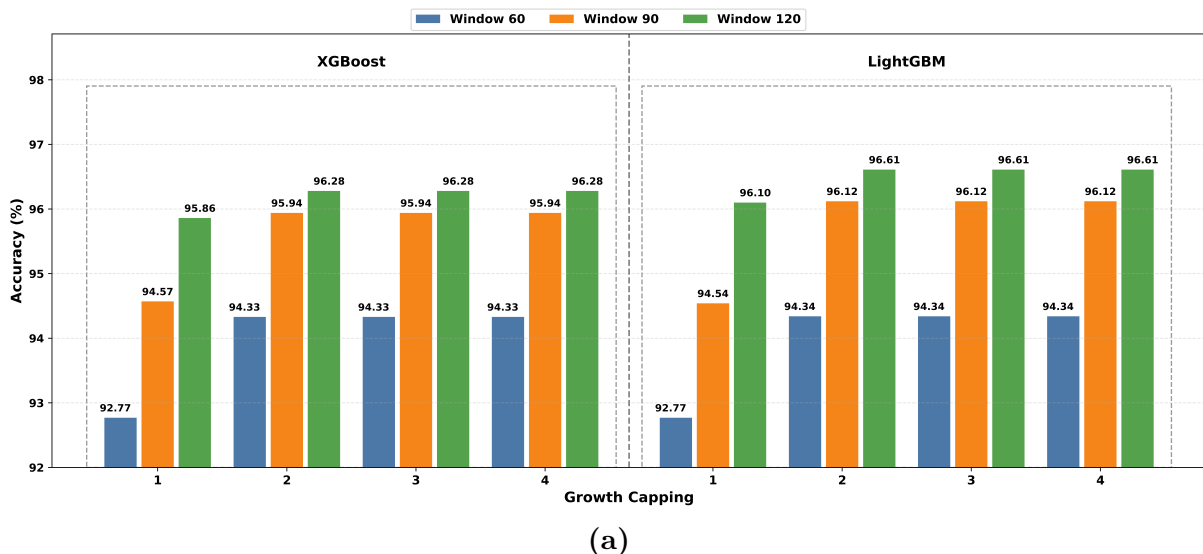 Window 60 Window 90 Window 120
XGBoost LightGBM
98
97
96
95
94
93
92
Accuracy (%)
92.77 94.57 95.86 94.33 95.94 96.28 94.33 95.94 96.28 94.33 95.94 96.28
92.77 94.54 96.10 94.34 96.12 96.61 94.34 96.12 96.61 94.34 96.12 96.61
1 2 3 4 1 2 3 4
Growth Capping
(a)